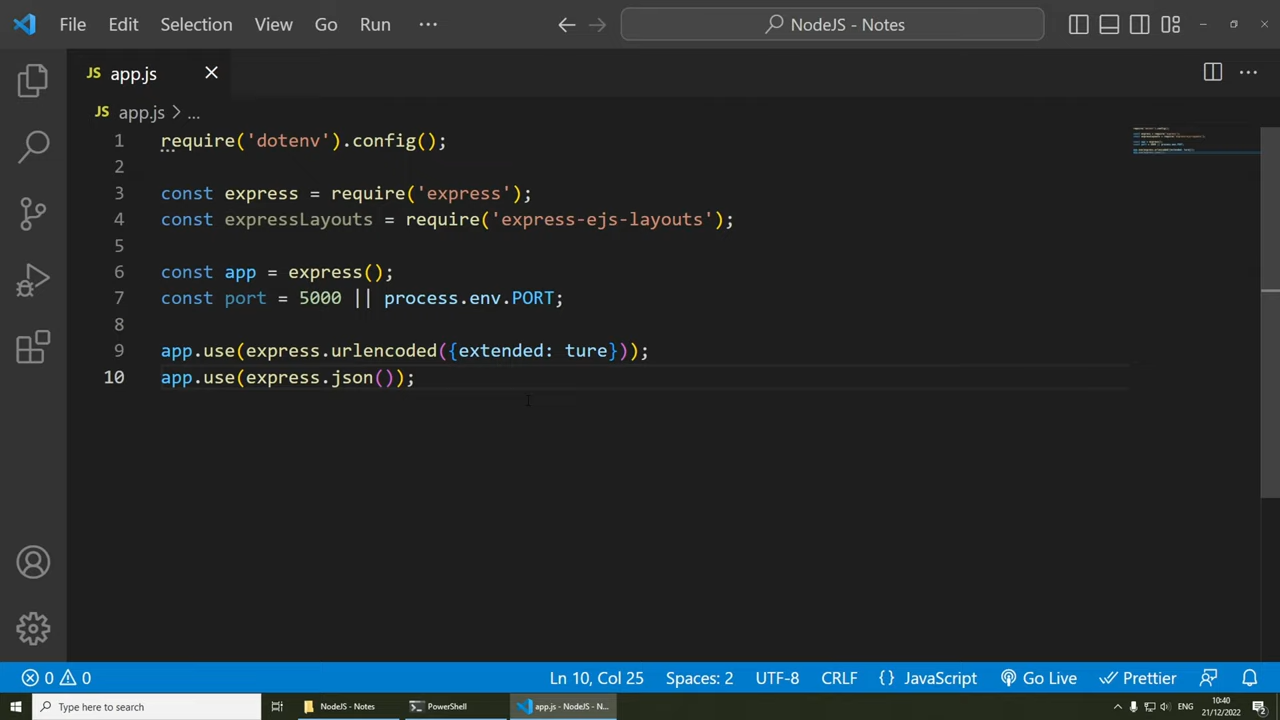 File Edit Selection View Go Run ··· NodeJS - Notes
JS app.js
JS app.js > ...
1 require('dotenv').config();
2
3 const express = require('express');
4 const expressLayouts = require('express-ejs-layouts');
5
6 const app = express();
7 const port = 5000 || process.env.PORT;
8
9 app.use(express.urlencoded({extended: ture}));
10 app.use(express.json());
0 0 Ln 10, Col 25 Spaces: 2 UTF-8 CRLF {} JavaScript Go Live Prettier
Type here to search NodeJS - Notes PowerShell app.js - NodeJS - N... ENG 10:40
21/12/2022 2